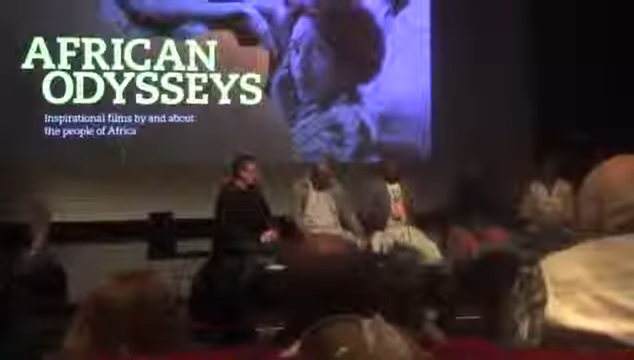 AFRICAN
ODYSSEYS
Inspirational films by and about
the people of Africa